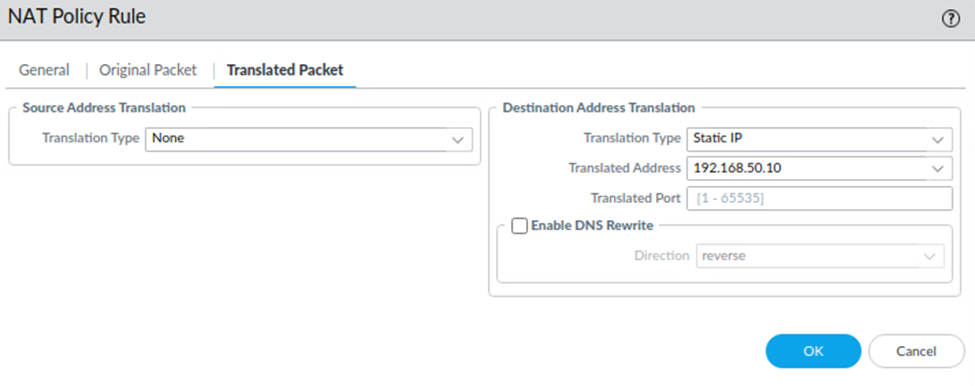 NAT Policy Rule
?
General Original Packet Translated Packet
Source Address Translation
Translation Type None
Destination Address Translation
Translation Type Static IP
Translated Address 192.168.50.10
Translated Port [1 - 65535]
Enable DNS Rewrite
Direction reverse
OK Cancel